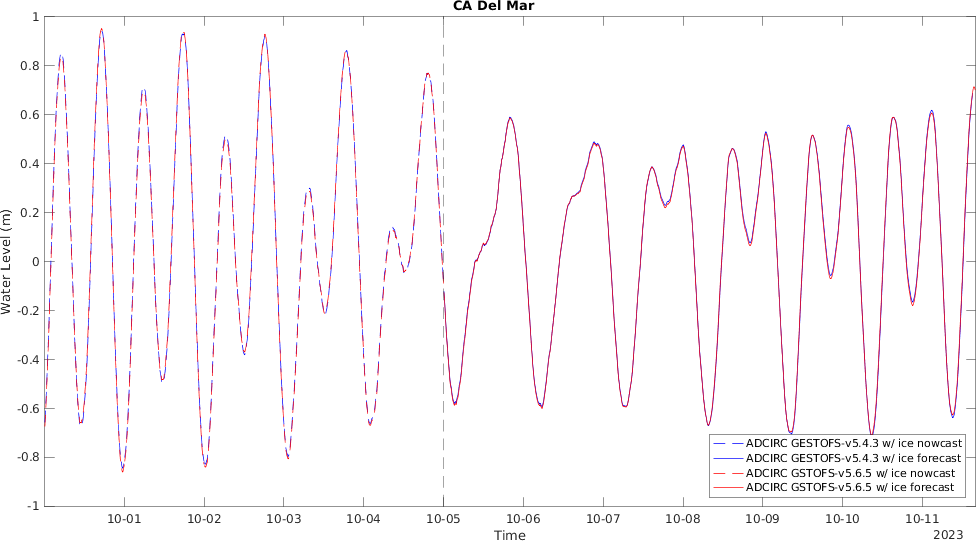 CA Del Mar
1
0.8
0.6
0.4
0.2
0
-0.2
-0.4
-0.6
-0.8
-1
Water Level (m)
10-01 10-02 10-03 10-04 10-05 10-06 10-07 10-08 10-09 10-10 10-11
Time
2023
ADCIRC GESTOFS-v5.4.3 w/ ice nowcast
ADCIRC GESTOFS-v5.4.3 w/ ice forecast
ADCIRC GSTOFS-v5.6.5 w/ ice nowcast
ADCIRC GSTOFS-v5.6.5 w/ ice forecast